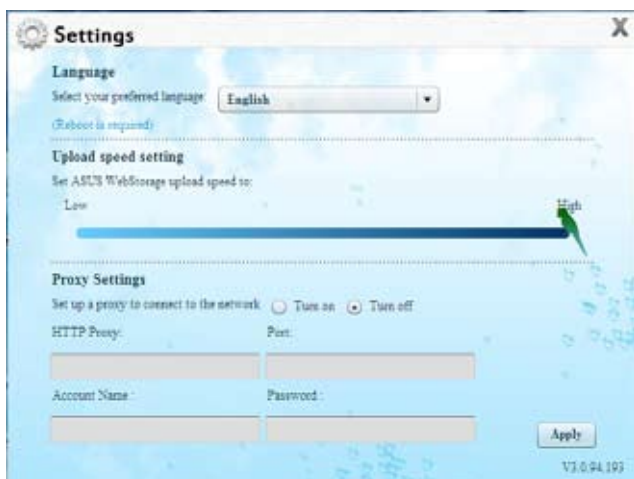 Settings
X
Language
Select your preferred language:
English
(Reboot is required)
Upload speed setting
Set ASUS WebStorage upload speed to:
Low High
Proxy Settings
Set up a proxy to connect to the network Turn on Turn off
HTTP Proxy: Port:
Account Name : Password :
Apply
V3.0.94.193